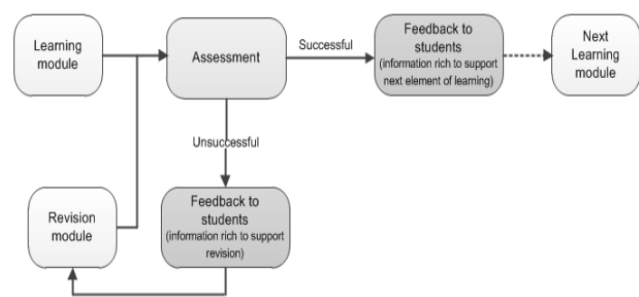 Learning
module
Assessment
Successful
Feedback to
students
(information rich to support
next element of learning)
Next
Learning
module
Unsuccessful
Revision
module
Feedback to
students
(information rich to support
revision)